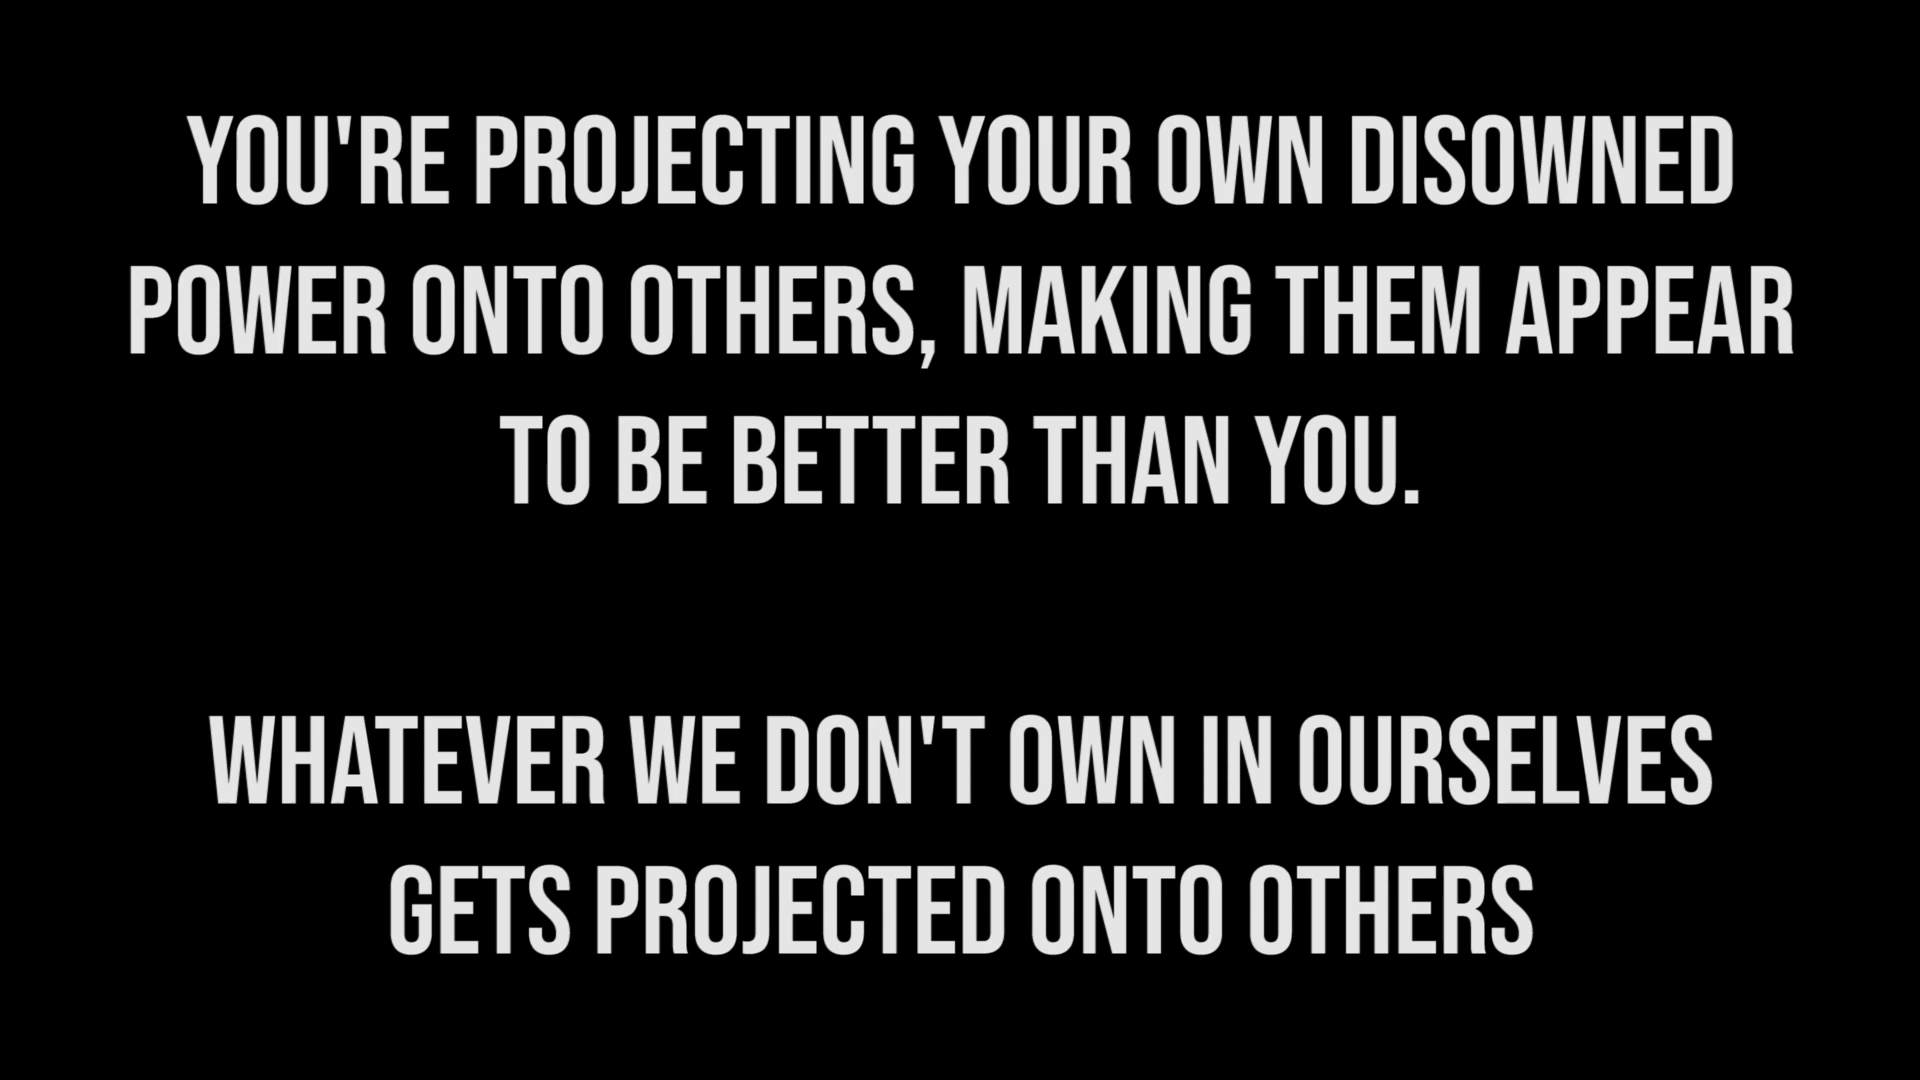 YOU'RE PROJECTING YOUR OWN DISOWNED
POWER ONTO OTHERS, MAKING THEM APPEAR
TO BE BETTER THAN YOU.
WHATEVER WE DON'T OWN IN OURSELVES
GETS PROJECTED ONTO OTHERS